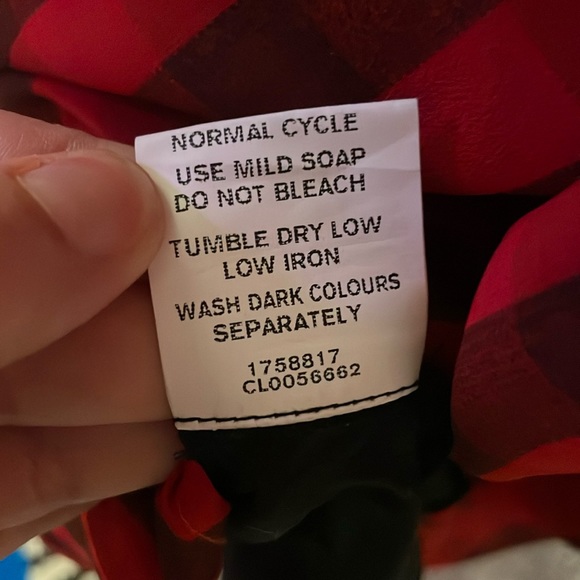 NORMAL CYCLE
USE MILD SOAP
DO NOT BLEACH
TUMBLE DRY LOW
LOW IRON
WASH DARK COLOURS
SEPARATELY
1758817
CL0056662